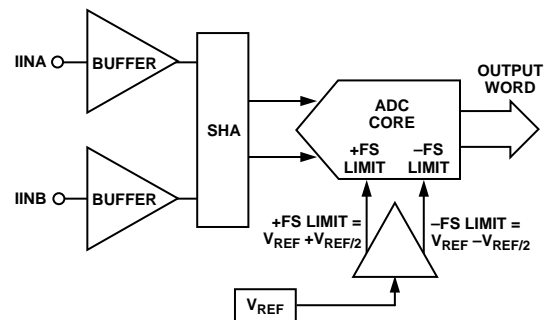 IINA
BUFFER
IINB
BUFFER
SHA
ADC
CORE
+FS
LIMIT
–FS
LIMIT
OUTPUT
WORD
+FS LIMIT =
VREF +VREF/2
–FS LIMIT =
VREF –VREF/2
VREF